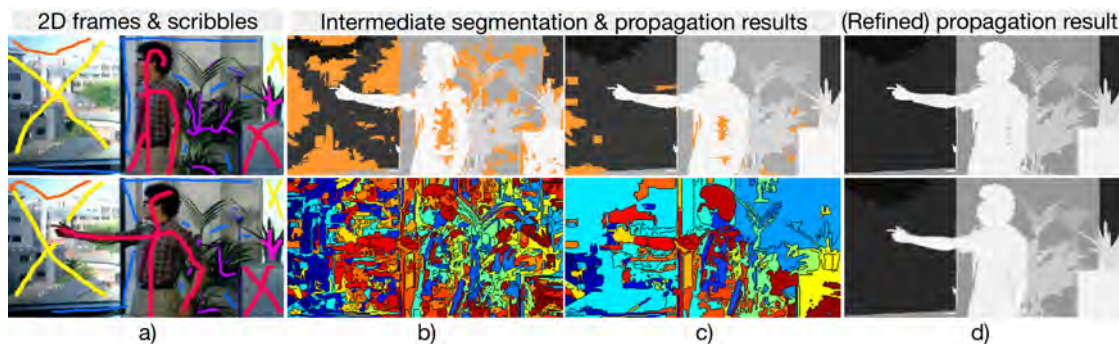 2D frames & scribbles Intermediate segmentation & propagation results (Refined) propagation result
a) b) c) d)